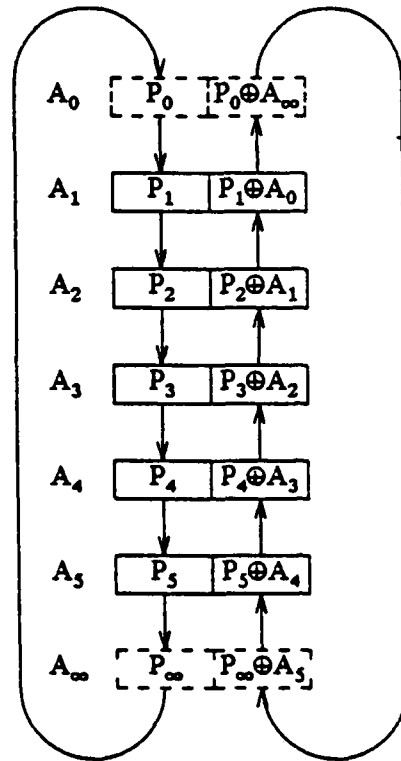 A₀ P₀ P₀⊕A∞
A₁ P₁ P₁⊕A₀
A₂ P₂ P₂⊕A₁
A₃ P₃ P₃⊕A₂
A₄ P₄ P₄⊕A₃
A₅ P₅ P₅⊕A₄
A∞ P∞ P∞⊕A₅